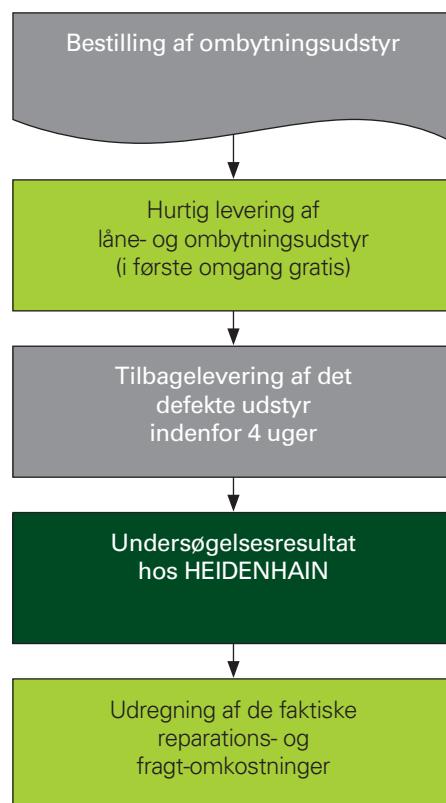 Bestilling af ombytningsudstyr
Hurtig levering af
låne- og ombytningsudstyr
(i første omgang gratis)
Tilbagelevering af det
defekte udstyr
indenfor 4 uger
Undersøgelsesresultat
hos HEIDENHAIN
Udregning af de faktiske
reparations- og
fragt-omkostninger